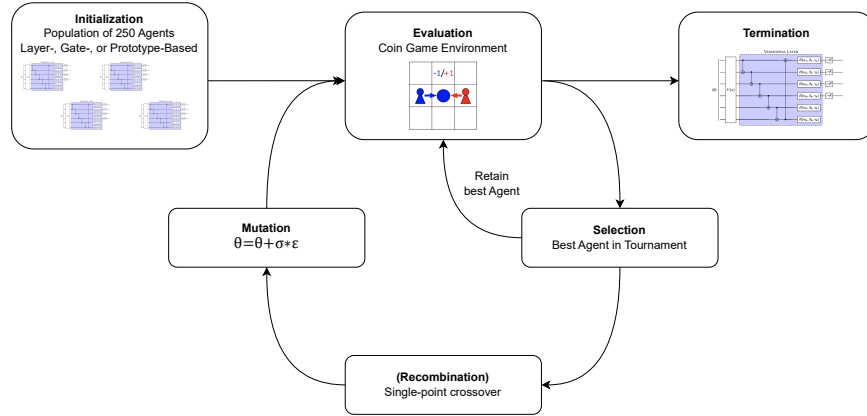 Initialization
Population of 250 Agents
Layer-, Gate-, or Prototype-Based
Evaluation
Coin Game Environment
-1/+1
Termination
Retain
best Agent
Mutation
θ=θ+σ*ε
Selection
Best Agent in Tournament
(Recombination)
Single-point crossover